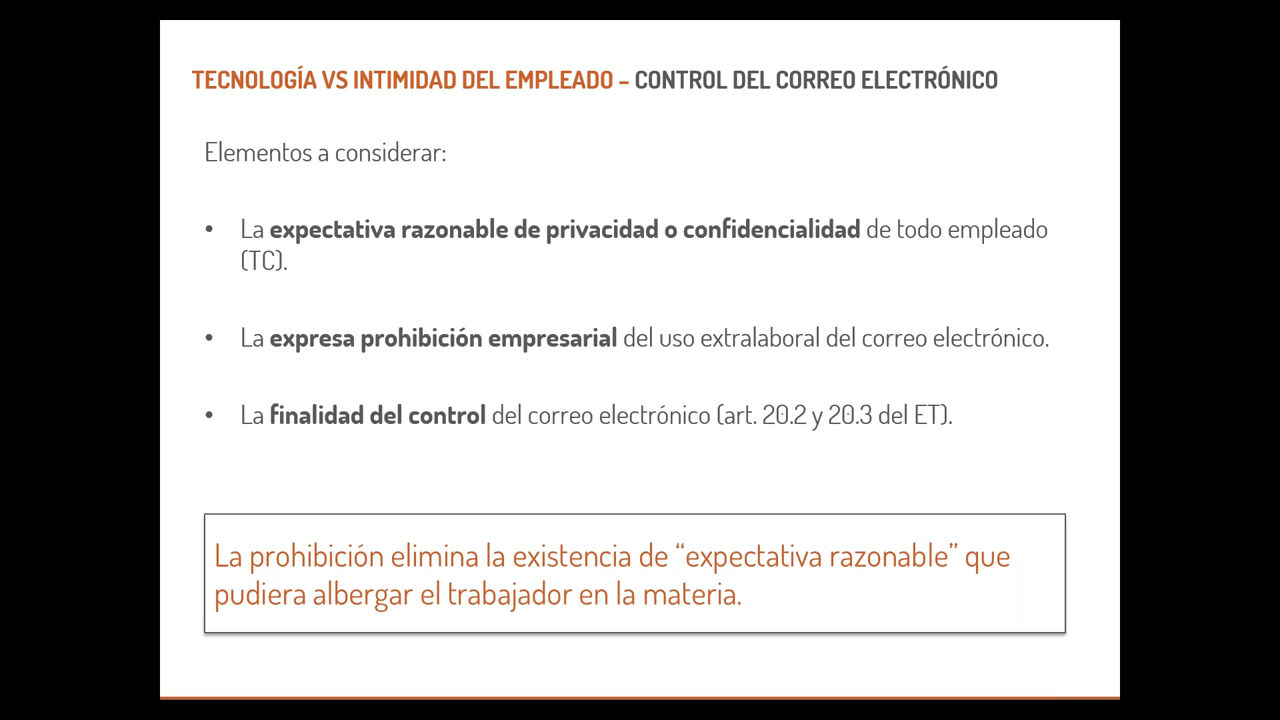 TECNOLOGÍA VS INTIMIDAD DEL EMPLEADO – CONTROL DEL CORREO ELECTRÓNICO
Elementos a considerar:
• La expectativa razonable de privacidad o confidencialidad de todo empleado
(TC).
• La expresa prohibición empresarial del uso extralaboral del correo electrónico.
• La finalidad del control del correo electrónico (art. 20.2 y 20.3 del ET).
La prohibición elimina la existencia de “expectativa razonable” que
pudiera albergar el trabajador en la materia.